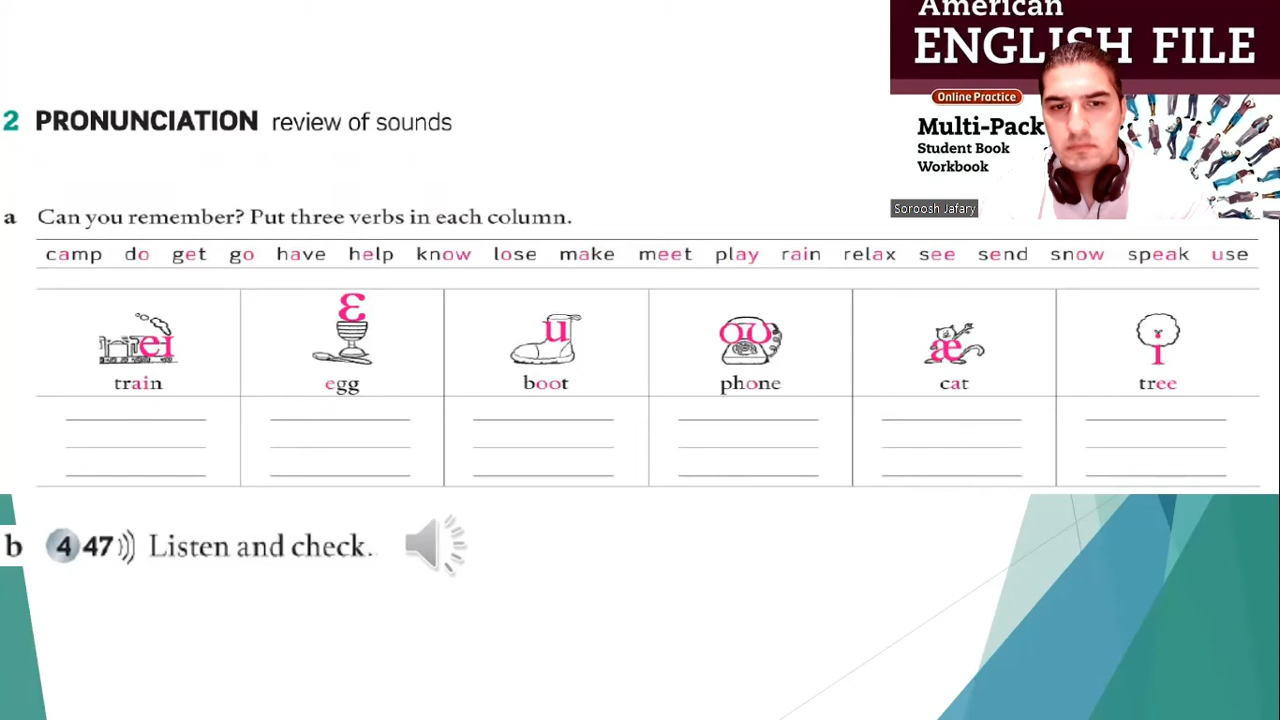 American
ENGLISH FILE
Online Practice
Multi-Pack
Student Book
Workbook
Soroosh Jafary
2 PRONUNCIATION review of sounds
a Can you remember? Put three verbs in each column.
camp do get go have help know lose make meet play rain relax see send snow speak use
eɪ ɛ u oʊ æ i
train egg boot phone cat tree
b 4 47 Listen and check.